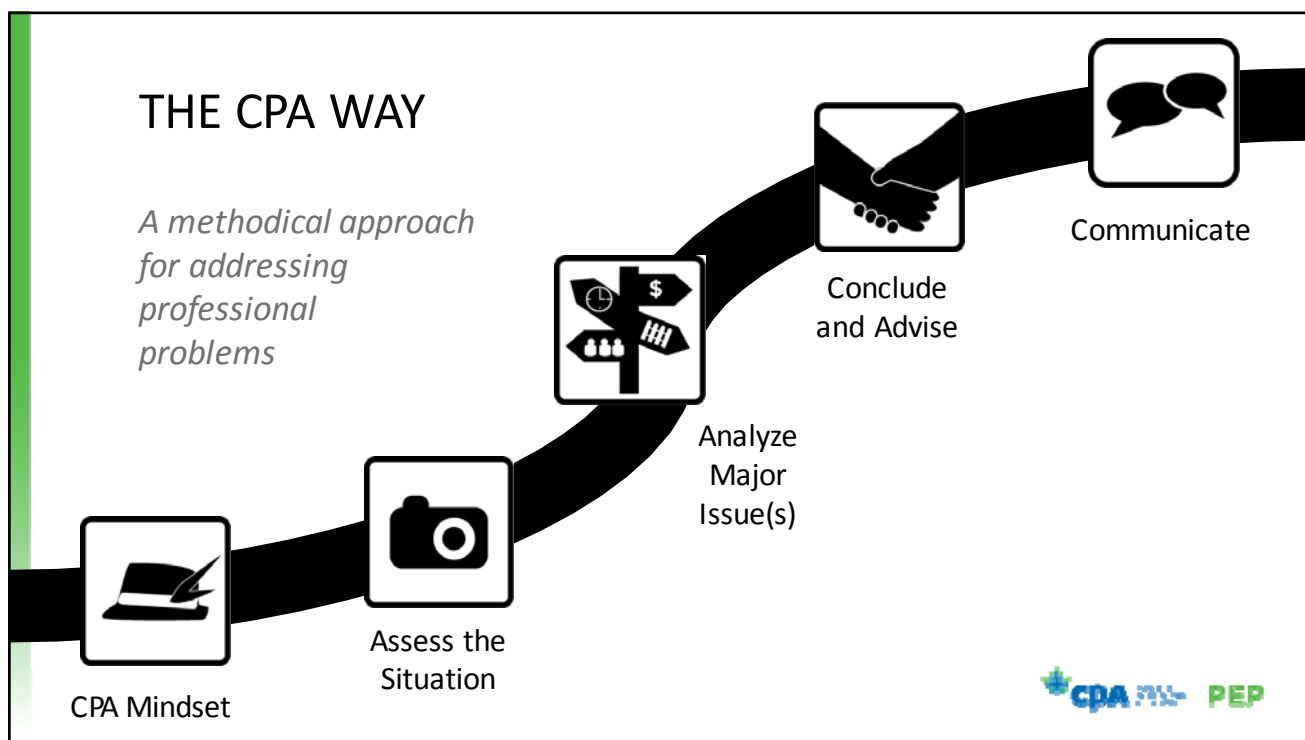 THE CPA WAY
A methodical approach
for addressing
professional
problems
$
CPA Mindset
Assess the
Situation
Analyze
Major
Issue(s)
Conclude
and Advise
Communicate
CPA
PEP